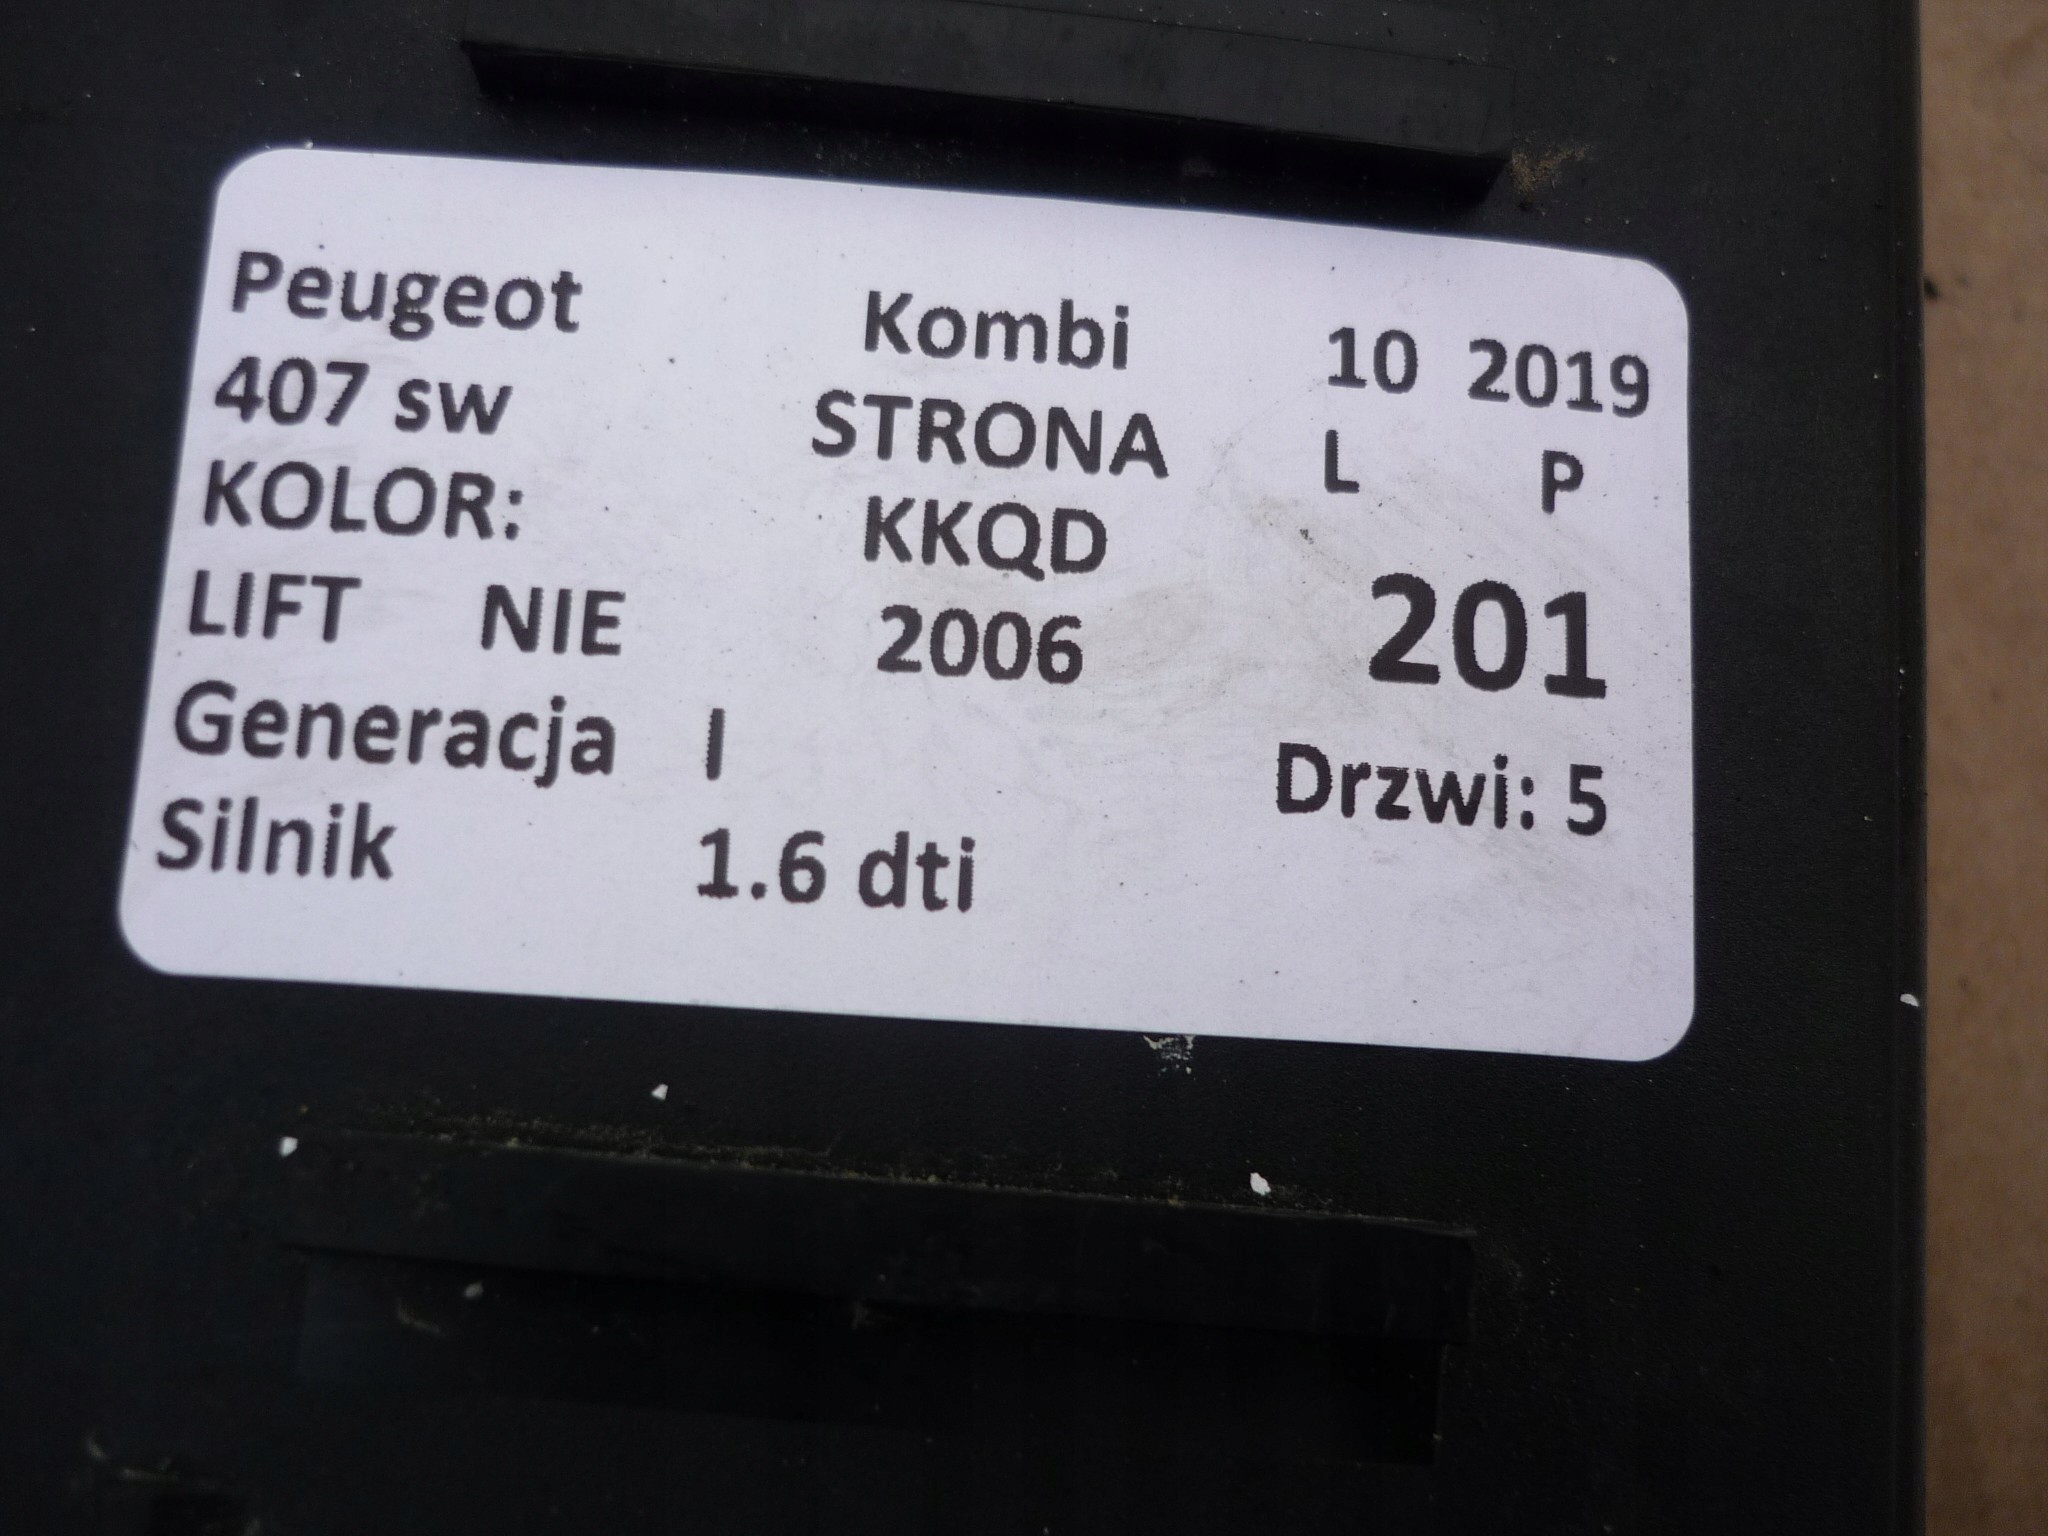 Peugeot Kombi 10 2019
407 sw STRONA L P
KOLOR: KKQD
LIFT NIE 2006 201
Generacja I Drzwi: 5
Silnik 1.6 dti